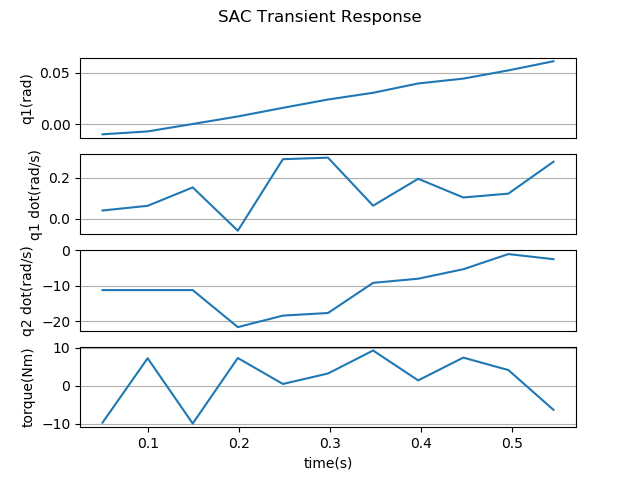 SAC Transient Response
q1(rad)
0.05
0.00
q1 dot(rad/s)
0.2
0.0
q2 dot(rad/s)
0
−10
−20
torque(Nm)
10
0
−10
0.1 0.2 0.3 0.4 0.5
time(s)